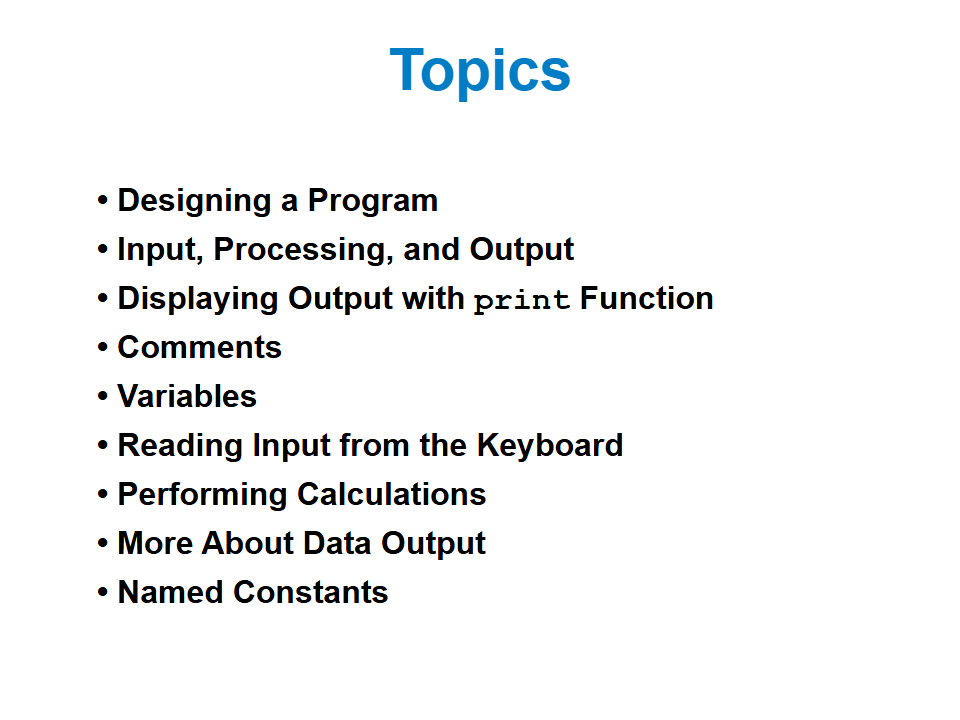 Topics
• Designing a Program
• Input, Processing, and Output
• Displaying Output with print Function
• Comments
• Variables
• Reading Input from the Keyboard
• Performing Calculations
• More About Data Output
• Named Constants